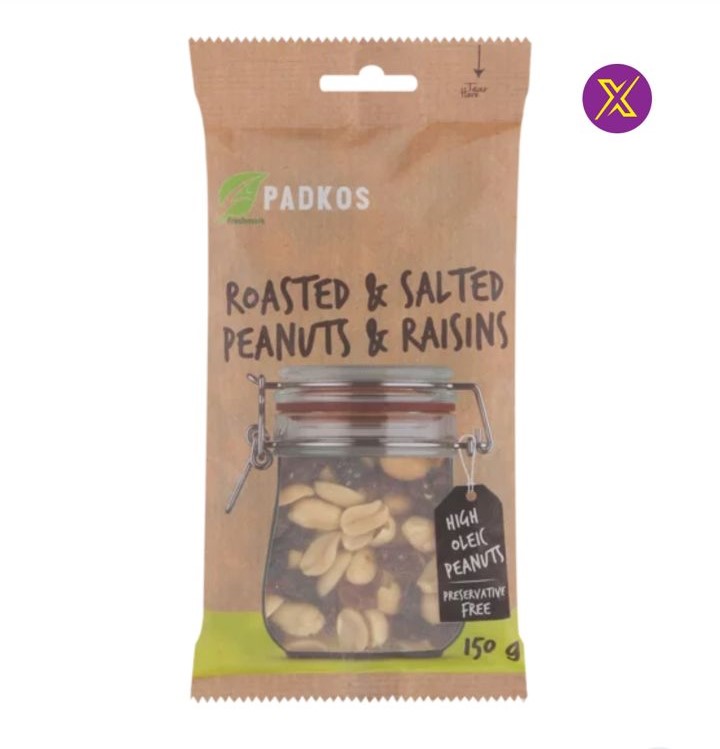 Tear
Here
PADKOS
freshmark
ROASTED & SALTED
PEANUTS & RAISINS
HIGH
OLEIC
PEANUTS
PRESERVATIVE
FREE
150 g